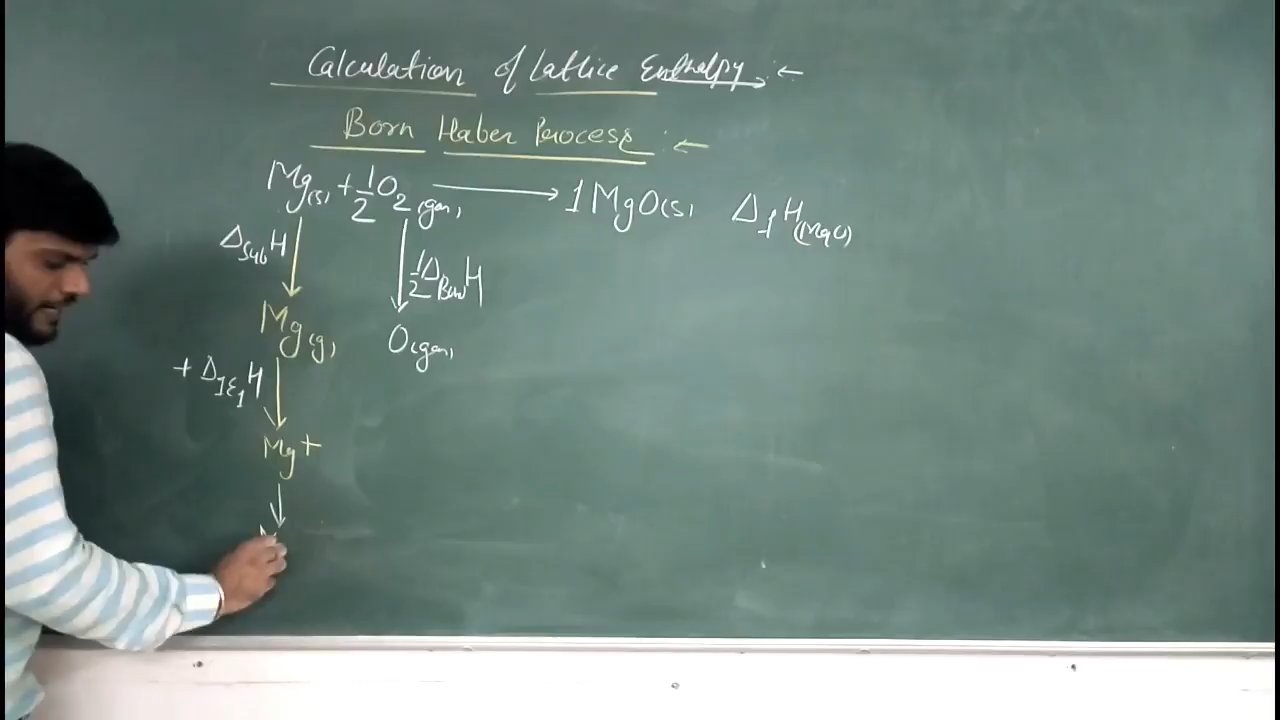 Calculation of Lattice Enthalpy :←
Born Haber Process :←
Mg(s) + 1/2 O2 (gas) → 1 MgO(s) ΔfH(MgO)
ΔSubH 1/2 ΔBonH
Mg(g) O(gas)
+ ΔIE1H
Mg+